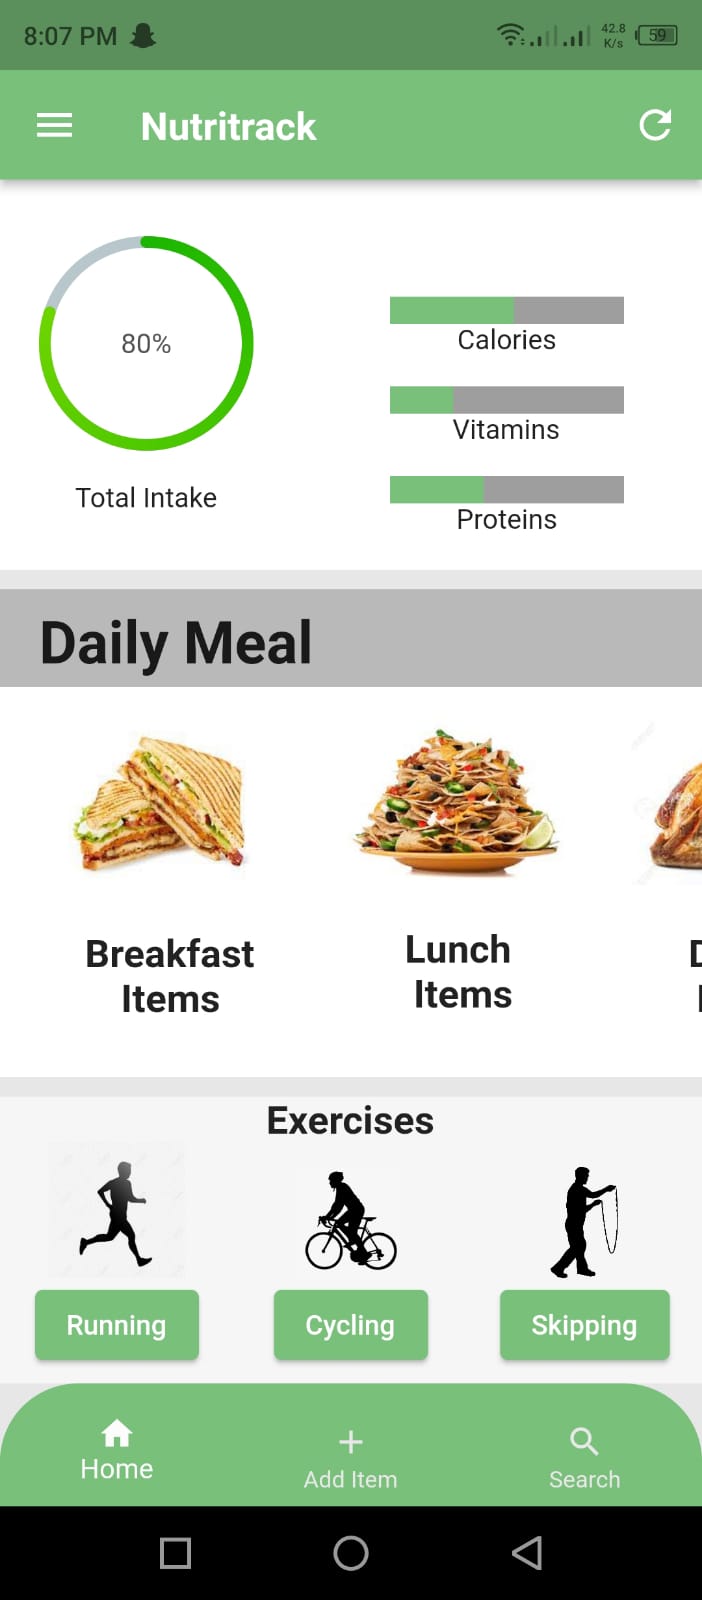 8:07 PM
42.8
K/s
59
Nutritrack
80%
Total Intake
Calories
Vitamins
Proteins
Daily Meal
Breakfast
Items
Lunch
Items
Exercises
Running
Cycling
Skipping
Home
Add Item
Search